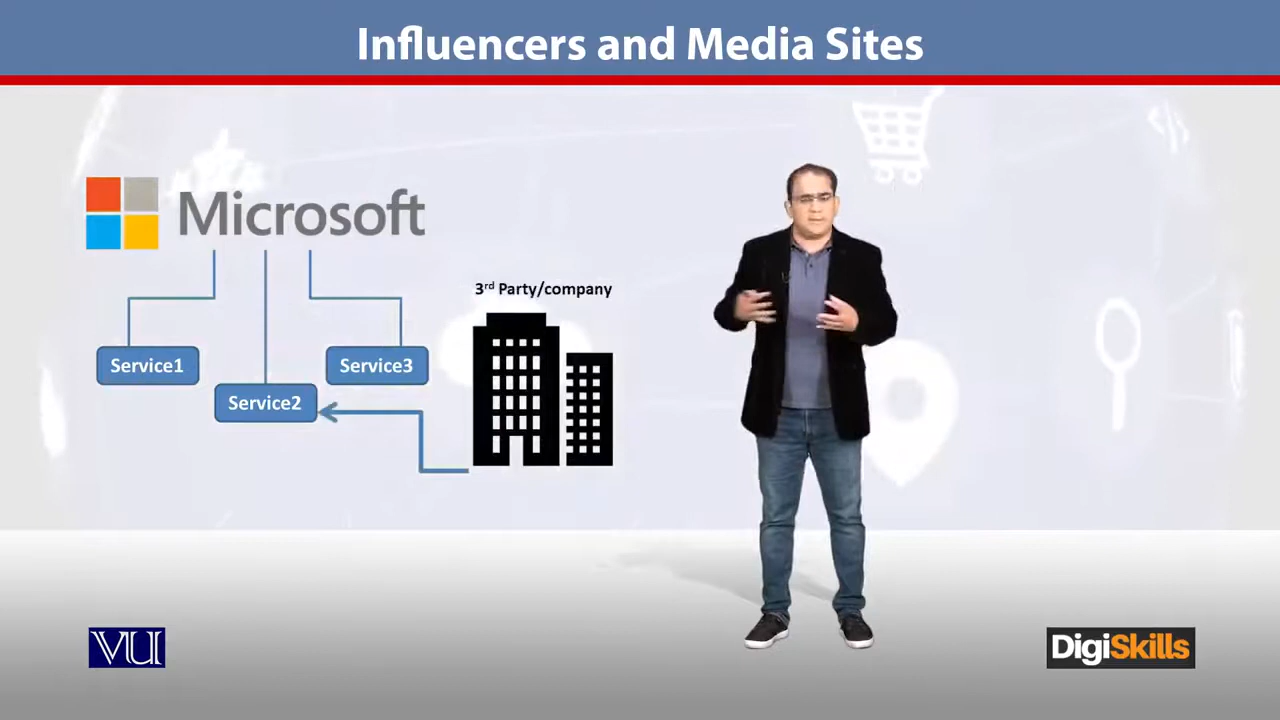 Influencers and Media Sites
Microsoft
3rd Party/company
Service1
Service3
Service2
VU
DigiSkills